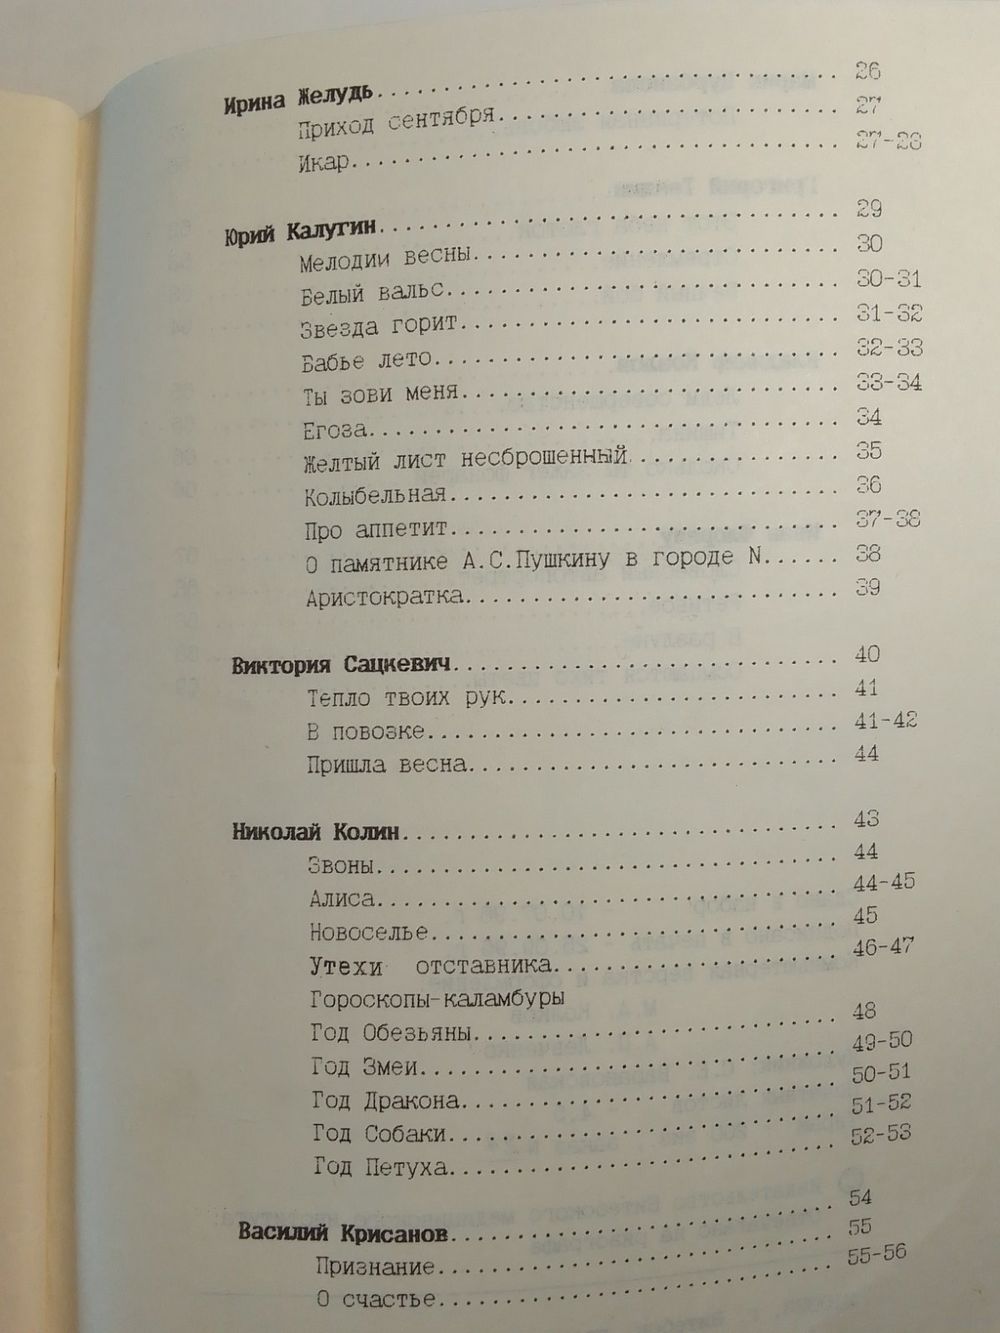 Ирина Желудь.................................... 26
Приход сентября.......................... 27
Икар..................................... 27-28
Юрий Калугин.................................... 29
Мелодии весны............................ 30
Белый вальс.............................. 30-31
Звезда горит............................. 31-32
Бабье лето............................... 32-33
Ты зови меня............................. 33-34
Егоза.................................... 34
Желтый лист несброшенный................ 35
Колыбельная.............................. 36
Про аппетит.............................. 37-38
О памятнике А.С.Пушкину в городе N...... 38
Аристократка............................. 39
Виктория Сацкевич............................... 40
Тепло твоих рук.......................... 41
В повозке................................ 41-42
Пришла весна............................. 44
Николай Колин................................... 43
Звоны.................................... 44
Алиса.................................... 44-45
Новоселье................................ 45
Утехи отставника...................... 46-47
Гороскопы-каламбуры
Год Обезьяны............................. 48
Год Змеи................................. 49-50
Год Дракона.............................. 50-51
Год Собаки............................... 51-52
Год Петуха............................... 52-53
Василий Крисанов................................ 54
Признание................................ 55
О счастье................................ 55-56